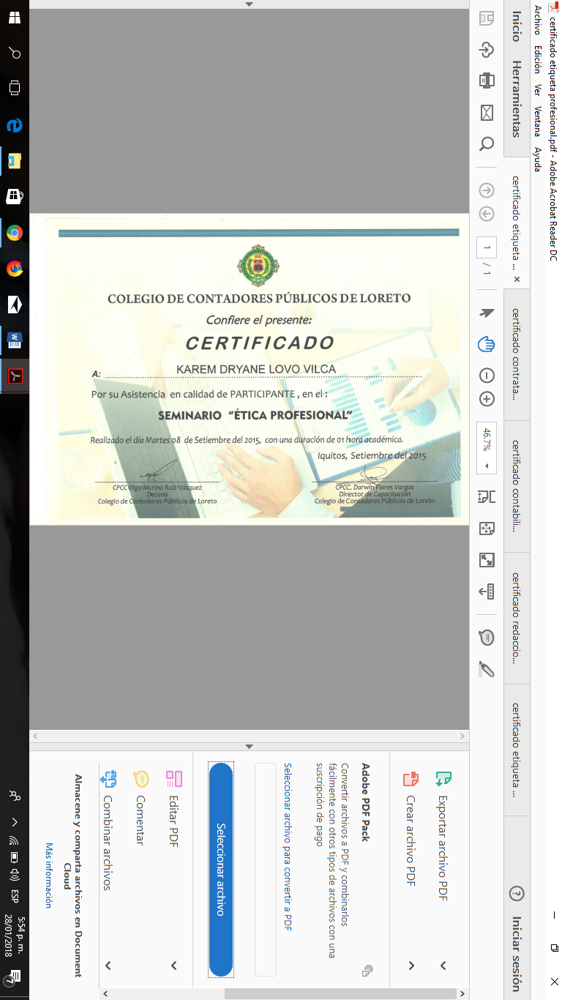 certificado etiqueta profesional.pdf - Adobe Acrobat Reader DC
Archivo Edición Ver Ventana Ayuda
Inicio Herramientas
certificado etiqueta ... ×
certificado contrata...
certificado contabili...
certificado redaccio...
certificado etiqueta ...
Iniciar sesión
1 / 1
46.7%
COLEGIO DE CONTADORES PÚBLICOS DE LORETO
Confiere el presente:
CERTIFICADO
A: KAREM DRYANE LOVO VILCA
Por su Asistencia en calidad de PARTICIPANTE , en el :
SEMINARIO “ÉTICA PROFESIONAL”
Realizado el día Martes 08 de Setiembre del 2015, con una duración de 01 hora académica.
Iquitos, Setiembre del 2015
CPCC Olga Marina Ruiz Vásquez
Decana
Colegio de Contadores Públicos de Loreto
CPCC. Darwin Flores Vargas
Director de Capacitación
Colegio de Contadores Públicos de Loreto
Exportar archivo PDF
Crear archivo PDF
Adobe PDF Pack
Convertir archivos a PDF y combinarlos
fácilmente con otros tipos de archivos con una
suscripción de pago
Seleccionar archivo para convertir a PDF
Seleccionar archivo
Editar PDF
Comentar
Combinar archivos
Almacene y comparta archivos en Document
Cloud
Más información
ESP
5:54 p. m.
28/01/2018
7